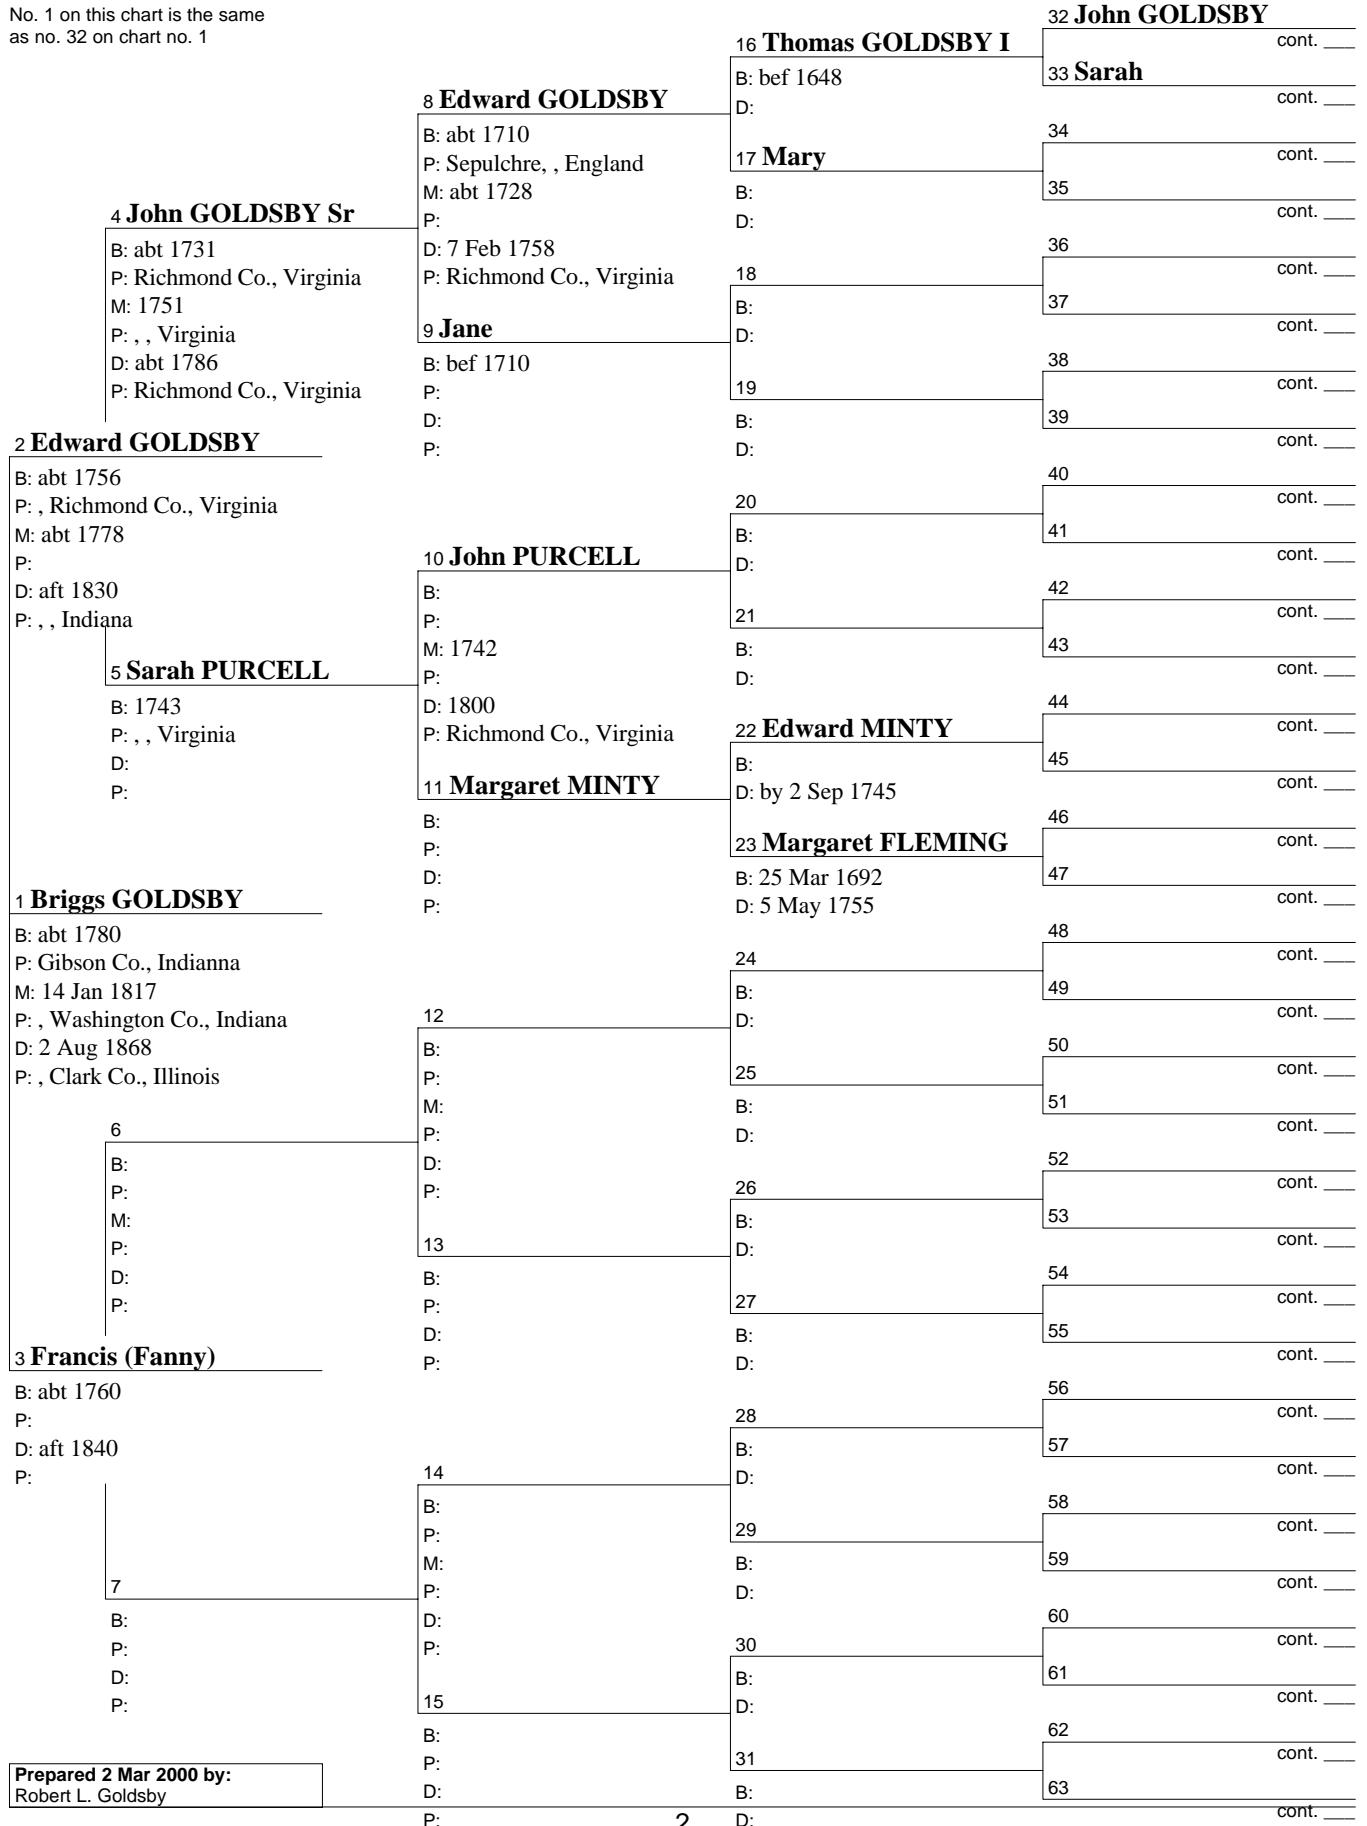 No. 1 on this chart is the same
as no. 32 on chart no. 1
1 Briggs GOLDSBY
B: abt 1780
P: Gibson Co., Indianna
M: 14 Jan 1817
P: , Washington Co., Indiana
D: 2 Aug 1868
P: , Clark Co., Illinois
2 Edward GOLDSBY
B: abt 1756
P: , Richmond Co., Virginia
M: abt 1778
P:
D: aft 1830
P: , , Indiana
3 Francis (Fanny)
B: abt 1760
P:
D: aft 1840
P:
4 John GOLDSBY Sr
B: abt 1731
P: Richmond Co., Virginia
M: 1751
P: , , Virginia
D: abt 1786
P: Richmond Co., Virginia
5 Sarah PURCELL
B: 1743
P: , , Virginia
D:
P:
6
B:
P:
M:
P:
D:
P:
7
B:
P:
D:
P:
8 Edward GOLDSBY
B: abt 1710
P: Sepulchre, , England
M: abt 1728
P:
D: 7 Feb 1758
P: Richmond Co., Virginia
9 Jane
B: bef 1710
P:
D:
P:
10 John PURCELL
B:
P:
M: 1742
P:
D: 1800
P: Richmond Co., Virginia
11 Margaret MINTY
B:
P:
D:
P:
12
B:
P:
M:
P:
D:
P:
13
B:
P:
D:
P:
14
B:
P:
M:
P:
D:
P:
15
B:
P:
D:
P:
16 Thomas GOLDSBY I
B: bef 1648
D:
17 Mary
B:
D:
18
B:
D:
19
B:
D:
20
B:
D:
21
B:
D:
22 Edward MINTY
B:
D: by 2 Sep 1745
23 Margaret FLEMING
B: 25 Mar 1692
D: 5 May 1755
24
B:
D:
25
B:
D:
26
B:
D:
27
B:
D:
28
B:
D:
29
B:
D:
30
B:
D:
31
B:
D:
32 John GOLDSBY
cont. ___
33 Sarah
cont. ___
34
cont. ___
35
cont. ___
36
cont. ___
37
cont. ___
38
cont. ___
39
cont. ___
40
cont. ___
41
cont. ___
42
cont. ___
43
cont. ___
44
cont. ___
45
cont. ___
46
cont. ___
47
cont. ___
48
cont. ___
49
cont. ___
50
cont. ___
51
cont. ___
52
cont. ___
53
cont. ___
54
cont. ___
55
cont. ___
56
cont. ___
57
cont. ___
58
cont. ___
59
cont. ___
60
cont. ___
61
cont. ___
62
cont. ___
63
cont. ___
Prepared 2 Mar 2000 by:
Robert L. Goldsby
2